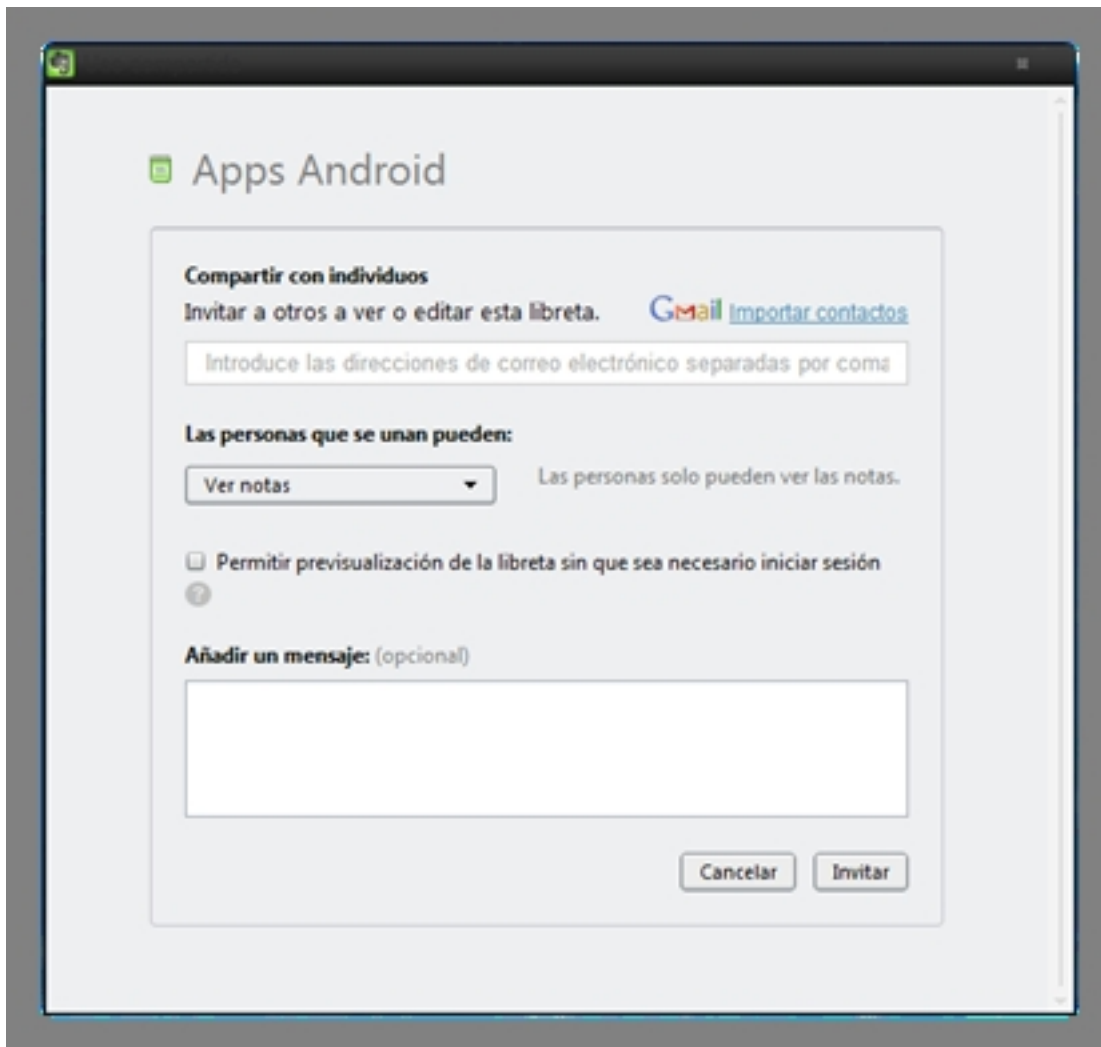 Apps Android
Compartir con individuos
Invitar a otros a ver o editar esta libreta.
Gmail Importar contactos
Introduce las direcciones de correo electrónico separadas por coma
Las personas que se unan pueden:
Ver notas
Las personas solo pueden ver las notas.
Permitir previsualización de la libreta sin que sea necesario iniciar sesión
?
Añadir un mensaje: (opcional)
Cancelar
Invitar